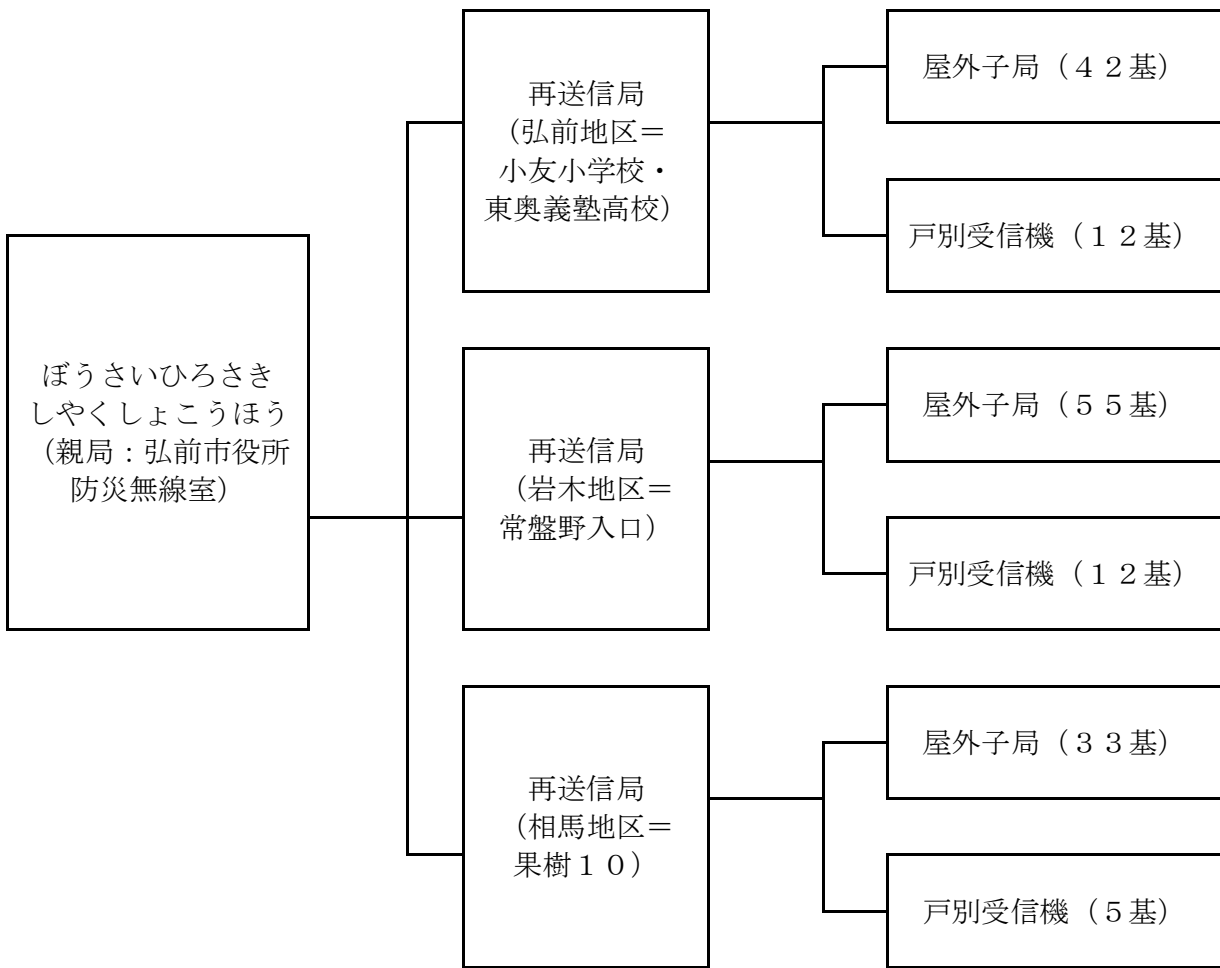 ぼうさいひろさき
しやくしょこうほう
（親局：弘前市役所
防災無線室）
再送信局
（弘前地区＝
小友小学校・
東奥義塾高校）
屋外子局（４２基）
戸別受信機（１２基）
再送信局
（岩木地区＝
常盤野入口）
屋外子局（５５基）
戸別受信機（１２基）
再送信局
（相馬地区＝
果樹１０）
屋外子局（３３基）
戸別受信機（５基）